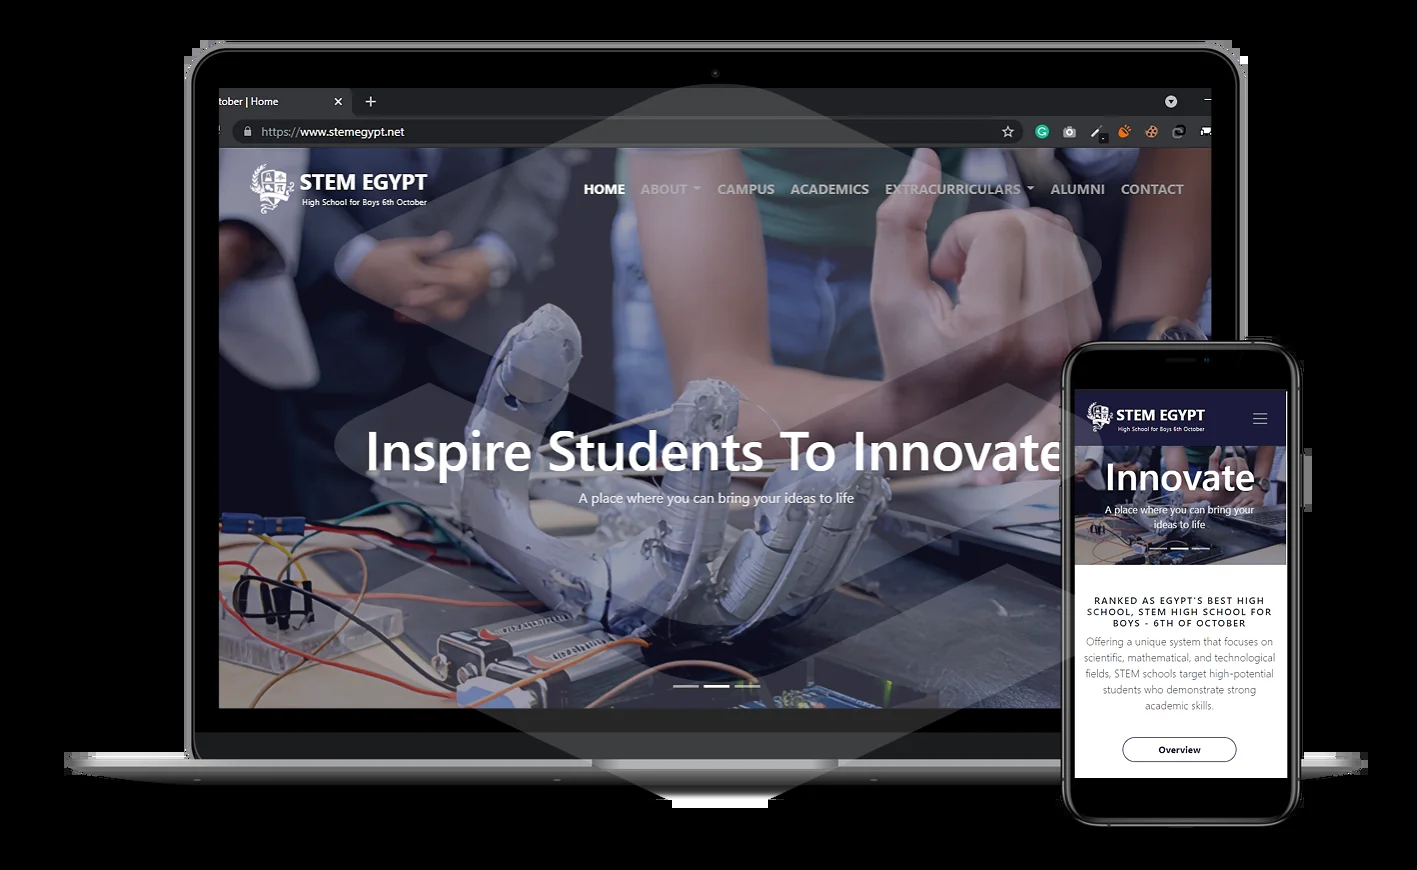 tober | Home
https://www.stemegypt.net
STEM EGYPT
High School for Boys 6th October
HOME ABOUT CAMPUS ACADEMICS EXTRACURRICULARS ALUMNI CONTACT
Inspire Students To Innovate
A place where you can bring your ideas to life
STEM EGYPT
High School for Boys 6th October
Innovate
A place where you can bring your
ideas to life
RANKED AS EGYPT'S BEST HIGH
SCHOOL, STEM HIGH SCHOOL FOR
BOYS - 6TH OF OCTOBER
Offering a unique system that focuses on
scientific, mathematical, and technological
fields, STEM schools target high-potential
students who demonstrate strong
academic skills.
Overview